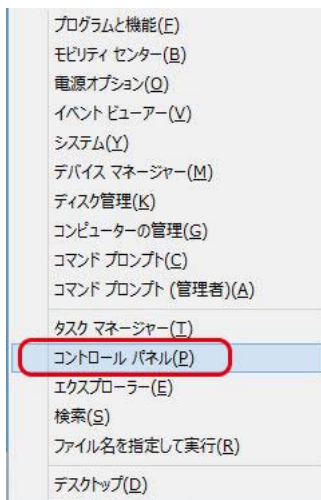 プログラムと機能(F)
モビリティ センター(B)
電源オプション(O)
イベント ビューアー(V)
システム(Y)
デバイス マネージャー(M)
ディスク管理(K)
コンピューターの管理(G)
コマンド プロンプト(C)
コマンド プロンプト (管理者)(A)
タスク マネージャー(T)
コントロール パネル(P)
エクスプローラー(E)
検索(S)
ファイル名を指定して実行(R)
デスクトップ(D)